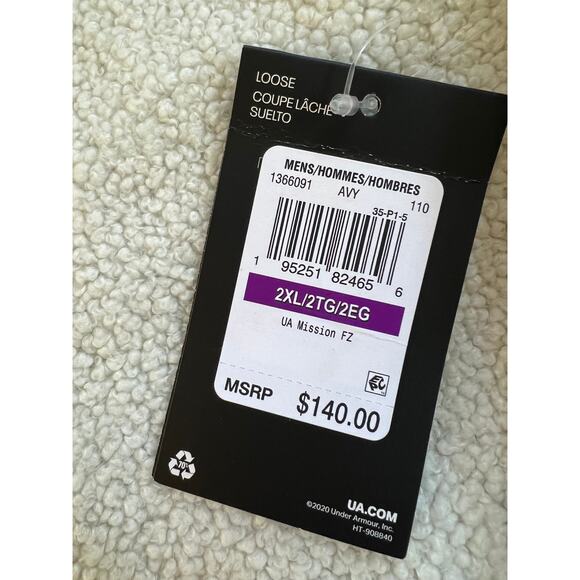 LOOSE
COUPE LÂCHE
SUELTO
MENS/HOMMES/HOMBRES
1366091 AVY 110
35-P1-5
1 95251 82465 6
2XL/2TG/2EG
UA Mission FZ
MSRP $140.00
70%
UA.COM
©2020 Under Armour, Inc.
HT-908840